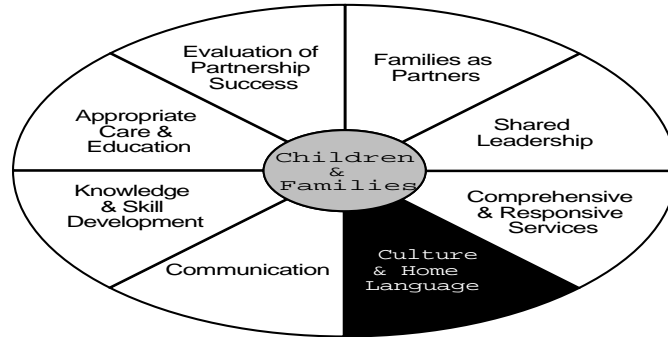 Evaluation of
Partnership
Success
Families as
Partners
Appropriate
Care &
Education
Shared
Leadership
Children
&
Families
Knowledge
& Skill
Development
Comprehensive
& Responsive
Services
Communication
Culture
& Home
Language